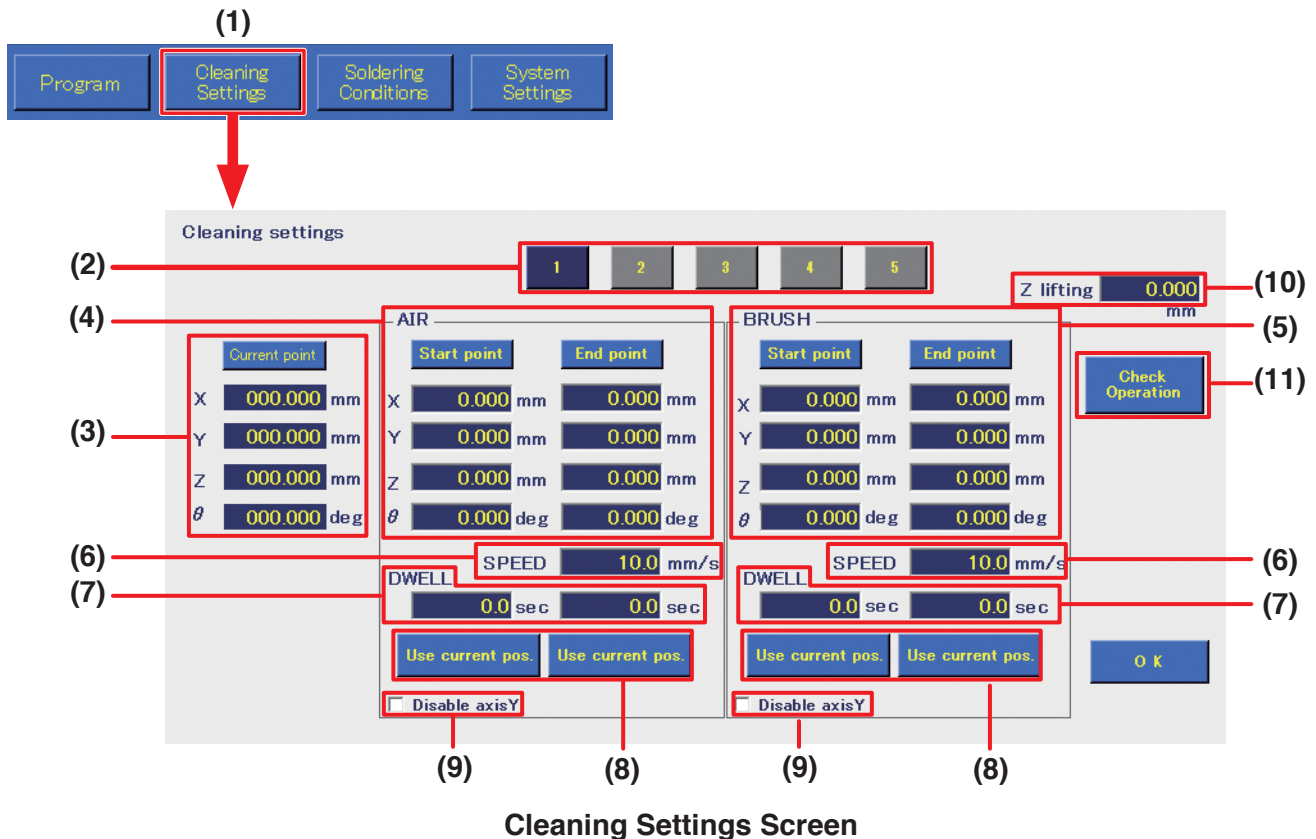 (1)
Program
Cleaning
Settings
Soldering
Conditions
System
Settings
Cleaning settings
(2)
1 2 3 4 5
Z lifting 0.000
mm
(10)
(4)
AIR
BRUSH
(5)
Current point
Start point End point
Start point End point
Check
Operation
(11)
(3)
X 000.000 mm
X 0.000 mm 0.000 mm
X 0.000 mm 0.000 mm
Y 000.000 mm
Y 0.000 mm 0.000 mm
Y 0.000 mm 0.000 mm
Z 000.000 mm
Z 0.000 mm 0.000 mm
Z 0.000 mm 0.000 mm
θ 000.000 deg
θ 0.000 deg 0.000 deg
θ 0.000 deg 0.000 deg
(6)
SPEED 10.0 mm/s
SPEED 10.0 mm/s
(6)
(7)
DWELL
0.0 sec 0.0 sec
DWELL
0.0 sec 0.0 sec
(7)
Use current pos. Use current pos.
Use current pos. Use current pos.
O K
Disable axisY
Disable axisY
(9) (8) (9) (8)
Cleaning Settings Screen